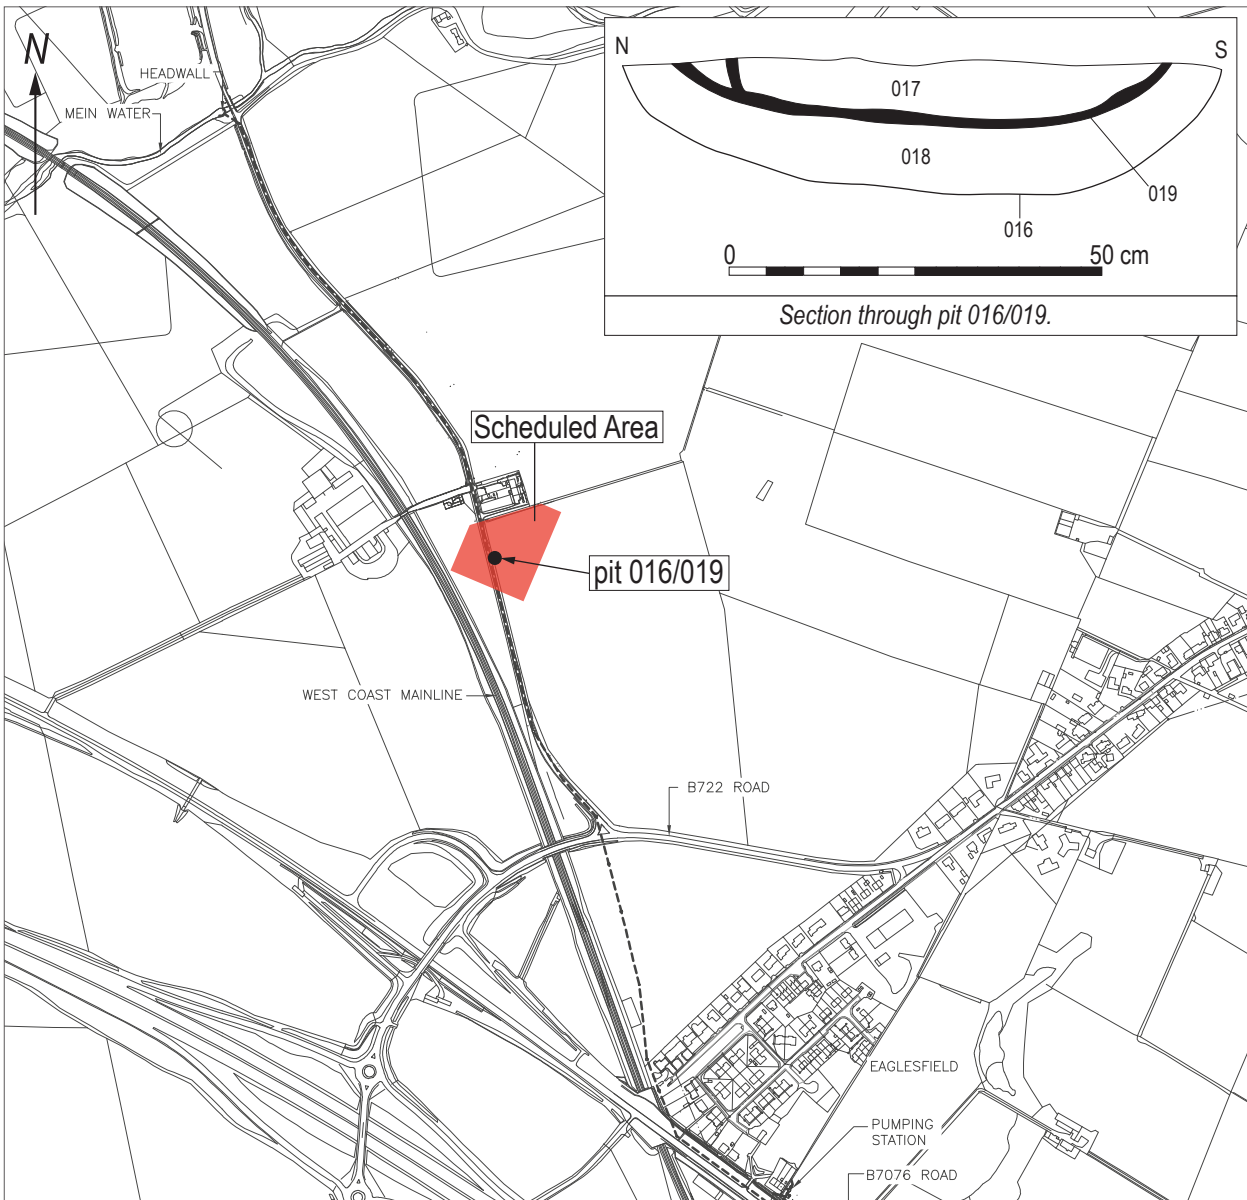 N
HEADWALL
MEIN WATER
N
S
017
018
019
016
0
50 cm
Section through pit 016/019.
Scheduled Area
pit 016/019
WEST COAST MAINLINE
B722 ROAD
EAGLESFIELD
PUMPING
STATION
B7076 ROAD